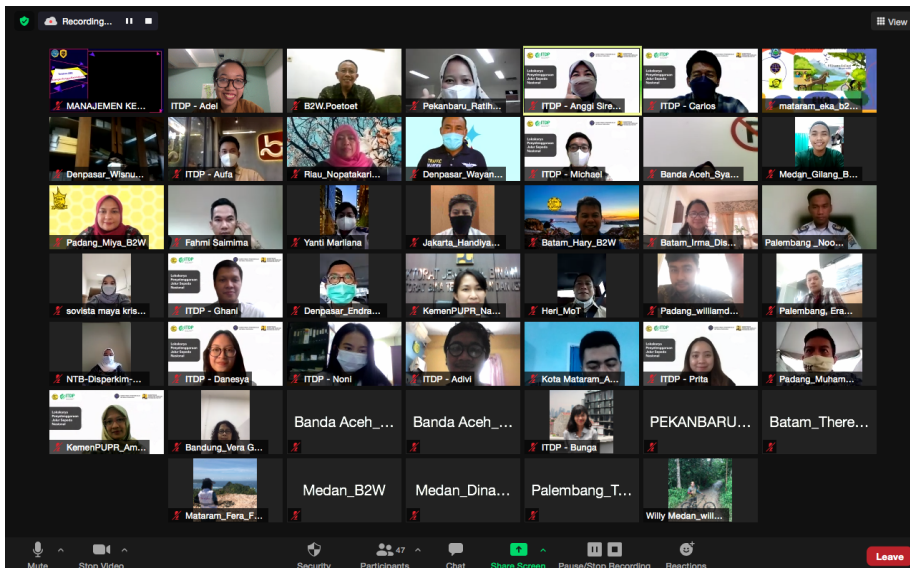 Recording...
View
MANAJEMEN KE...
ITDP - Adel
B2W.Poetoet
Pekanbaru_Ratih...
ITDP - Anggi Sire...
ITDP - Carlos
mataram_eka_b2...
Denpasar_Wisnu...
ITDP - Aufa
Riau_Nopatakari...
Denpasar_Wayan...
ITDP - Michael
Banda Aceh_Sya...
Medan_Gilang_B...
Padang_Miya_B2W
Fahmi Saimima
Yanti Marliana
Jakarta_Handiya...
Batam_Hary_B2W
Batam_Irma_Dis...
Palembang _Noo...
sovista maya kris...
ITDP - Ghani
Denpasar_Endra...
KemenPUPR_Na...
Heri_MoT
Padang_williamd...
Palembang, Era...
NTB-Disperkim-...
ITDP - Danesya
ITDP - Noni
ITDP - Adivi
Kota Mataram_A...
ITDP - Prita
Padang_Muham...
KemenPUPR_Am...
Bandung_Vera G...
Banda Aceh_...
Banda Aceh_...
ITDP - Bunga
PEKANBARU...
Batam_There...
Mataram_Fera_F...
Medan_B2W
Medan_Dina...
Palembang_T...
Willy Medan_will...
Mute
Stop Video
Security
Participants
47
Chat
Share Screen
Pause/Stop Recording
Reactions
Leave